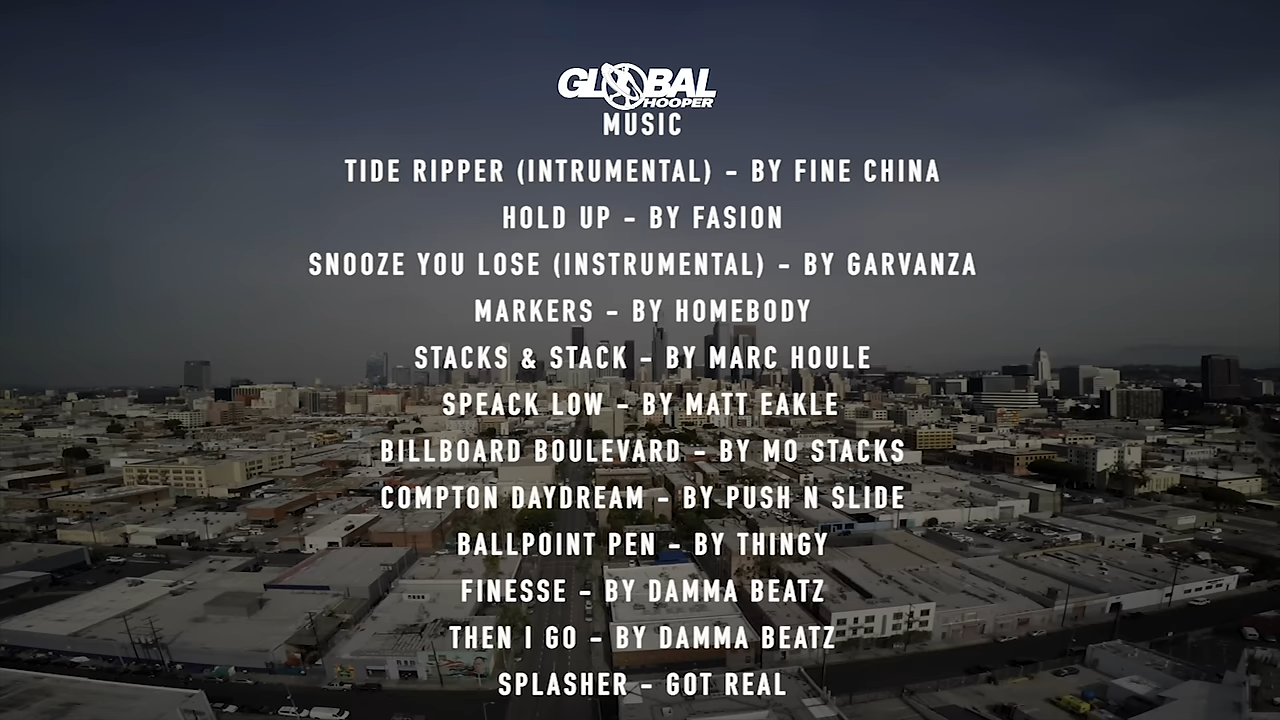 GLOBAL
HOOPER
MUSIC
TIDE RIPPER (INTRUMENTAL) - BY FINE CHINA
HOLD UP - BY FASION
SNOOZE YOU LOSE (INSTRUMENTAL) - BY GARVANZA
MARKERS - BY HOMEBODY
STACKS & STACK - BY MARC HOULE
SPEACK LOW - BY MATT EAKLE
BILLBOARD BOULEVARD - BY MO STACKS
COMPTON DAYDREAM - BY PUSH N SLIDE
BALLPOINT PEN - BY THINGY
FINESSE - BY DAMMA BEATZ
THEN I GO - BY DAMMA BEATZ
SPLASHER - GOT REAL